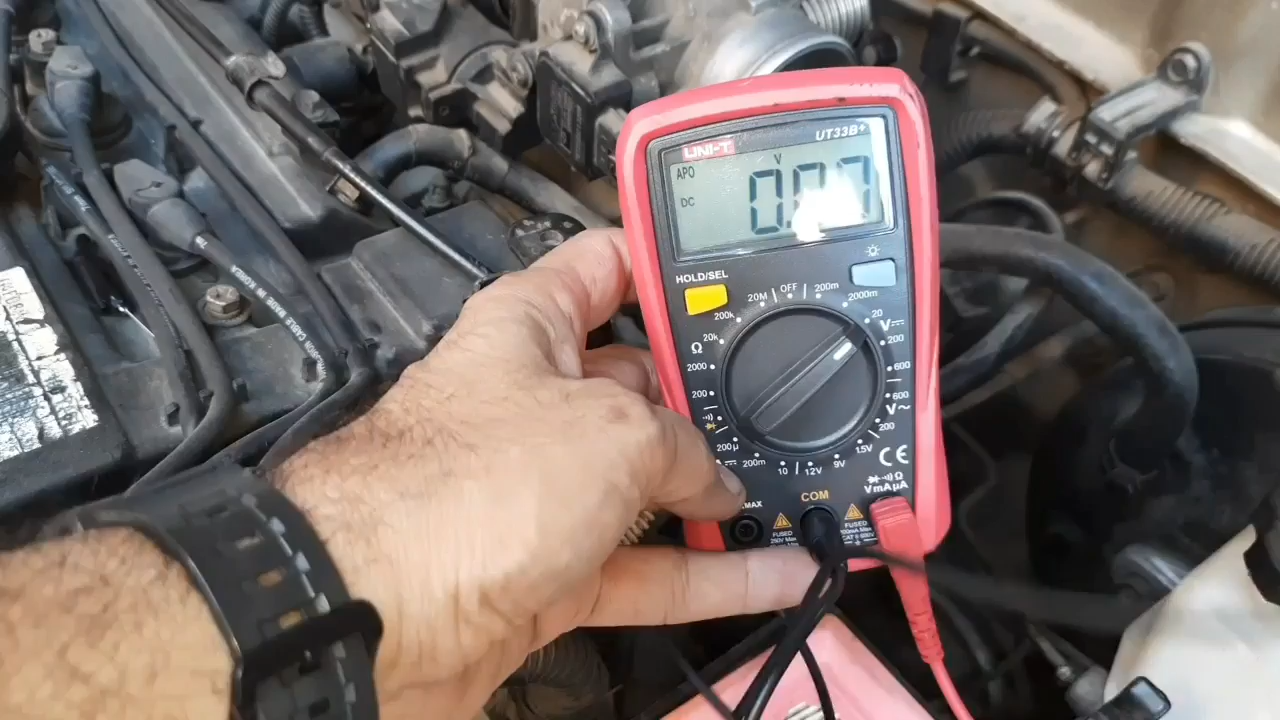 UNI-T
UT33B+
APO
V
DC
HOLD/SEL
20M
OFF
200m
2000m
200k
20
20k
V
200
Ω
2000
600
200
600
V~
200
200µ
1.5V
200m
10
12V
9V
CE
MAX
COM
VmAµA
FUSED
FUSED
MADE IN KOREA